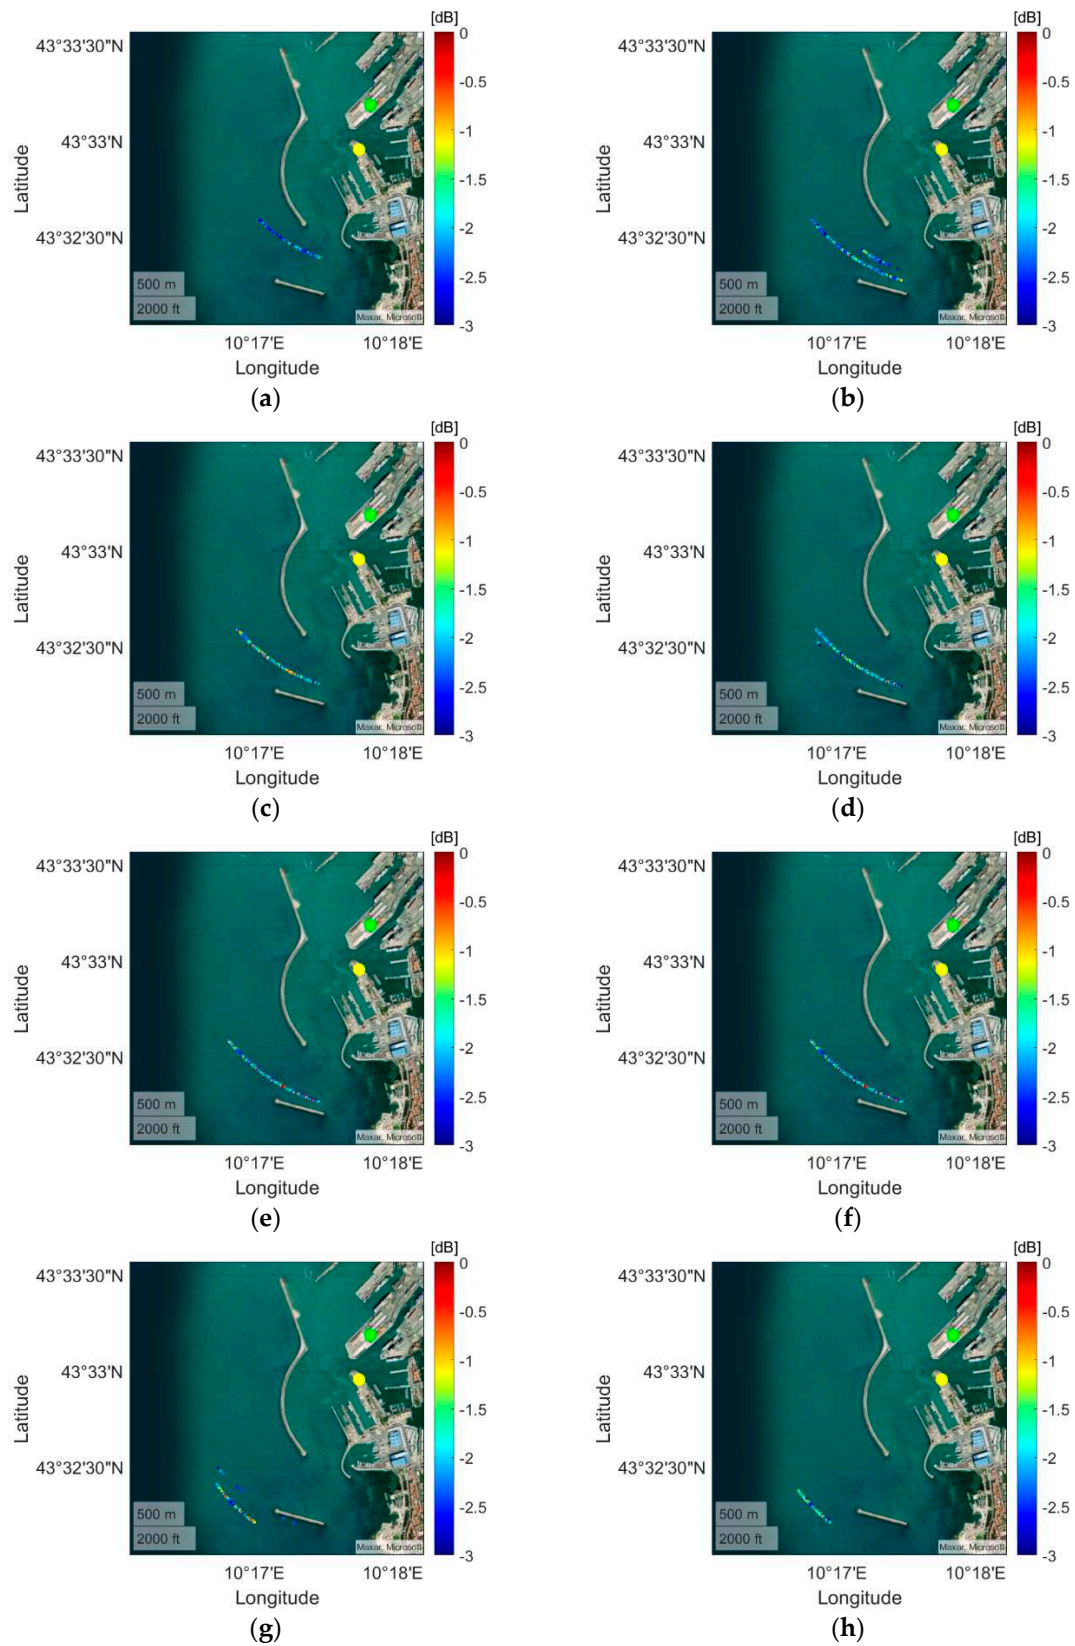 [dB]
0
-0.5
-1
-1.5
-2
-2.5
-3
43°33'30"N
43°33'N
43°32'30"N
Latitude
500 m
2000 ft
Maxar, Microsoft
10°17'E
10°18'E
Longitude
(a)
[dB]
0
-0.5
-1
-1.5
-2
-2.5
-3
43°33'30"N
43°33'N
43°32'30"N
Latitude
500 m
2000 ft
Maxar, Microsoft
10°17'E
10°18'E
Longitude
(b)
[dB]
0
-0.5
-1
-1.5
-2
-2.5
-3
43°33'30"N
43°33'N
43°32'30"N
Latitude
500 m
2000 ft
Maxar, Microsoft
10°17'E
10°18'E
Longitude
(c)
[dB]
0
-0.5
-1
-1.5
-2
-2.5
-3
43°33'30"N
43°33'N
43°32'30"N
Latitude
500 m
2000 ft
Maxar, Microsoft
10°17'E
10°18'E
Longitude
(d)
[dB]
0
-0.5
-1
-1.5
-2
-2.5
-3
43°33'30"N
43°33'N
43°32'30"N
Latitude
500 m
2000 ft
Maxar, Microsoft
10°17'E
10°18'E
Longitude
(e)
[dB]
0
-0.5
-1
-1.5
-2
-2.5
-3
43°33'30"N
43°33'N
43°32'30"N
Latitude
500 m
2000 ft
Maxar, Microsoft
10°17'E
10°18'E
Longitude
(f)
[dB]
0
-0.5
-1
-1.5
-2
-2.5
-3
43°33'30"N
43°33'N
43°32'30"N
Latitude
500 m
2000 ft
Maxar, Microsoft
10°17'E
10°18'E
Longitude
(g)
[dB]
0
-0.5
-1
-1.5
-2
-2.5
-3
43°33'30"N
43°33'N
43°32'30"N
Latitude
500 m
2000 ft
Maxar, Microsoft
10°17'E
10°18'E
Longitude
(h)